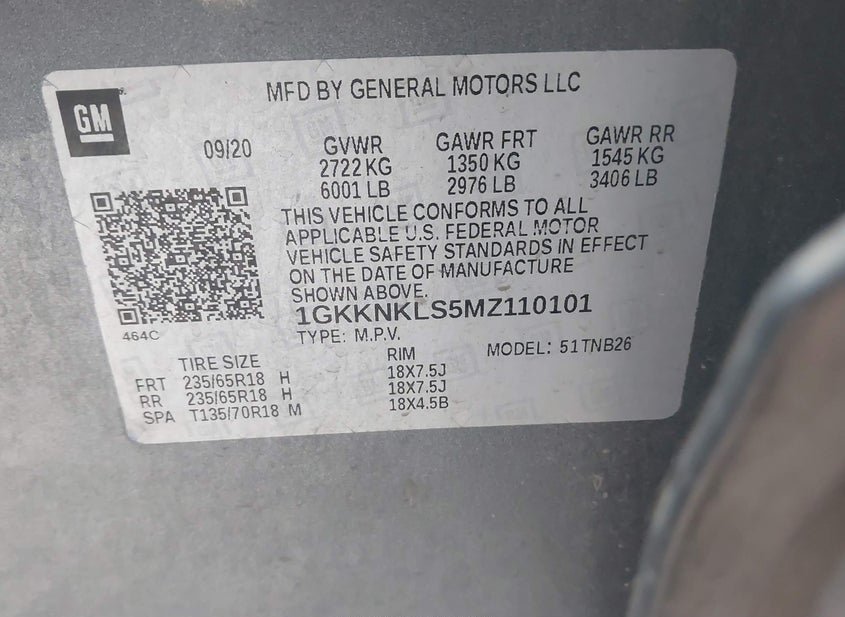 MFD BY GENERAL MOTORS LLC
GM
09/20
GVWR GAWR FRT GAWR RR
2722 KG 1350 KG 1545 KG
6001 LB 2976 LB 3406 LB
THIS VEHICLE CONFORMS TO ALL
APPLICABLE U.S. FEDERAL MOTOR
VEHICLE SAFETY STANDARDS IN EFFECT
ON THE DATE OF MANUFACTURE
SHOWN ABOVE.
1GKKNKLS5MZ110101
464C
TYPE: M.P.V.
MODEL: 51TNB26
TIRE SIZE RIM
FRT 235/65R18 H 18X7.5J
RR 235/65R18 H 18X7.5J
SPA T135/70R18 M 18X4.5B